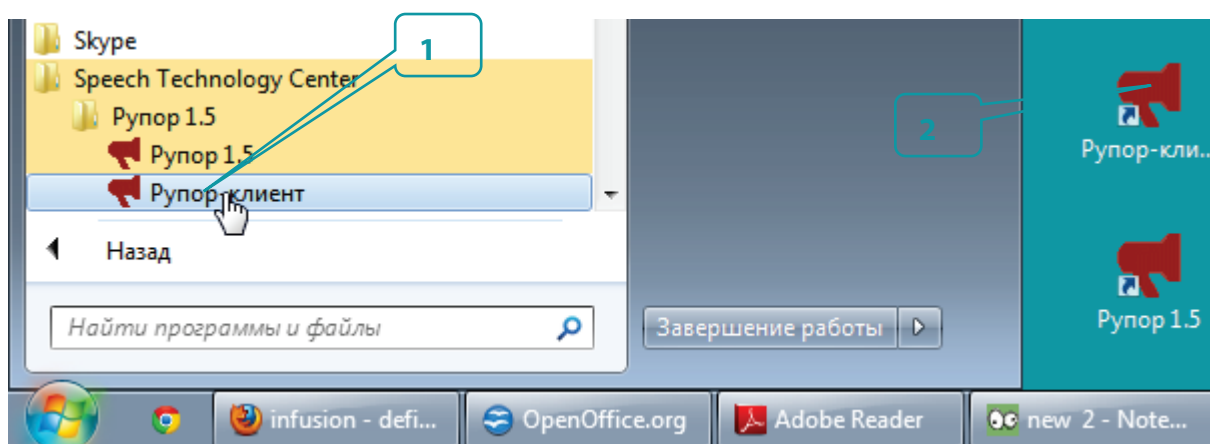 Skype
1
Speech Technology Center
Рупор 1.5
Рупор 1.5
Рупор-клиент
2
Рупор-кли...
Назад
Найти программы и файлы
Завершение работы
Рупор 1.5
infusion - defi...
OpenOffice.org
Adobe Reader
new 2 - Note...